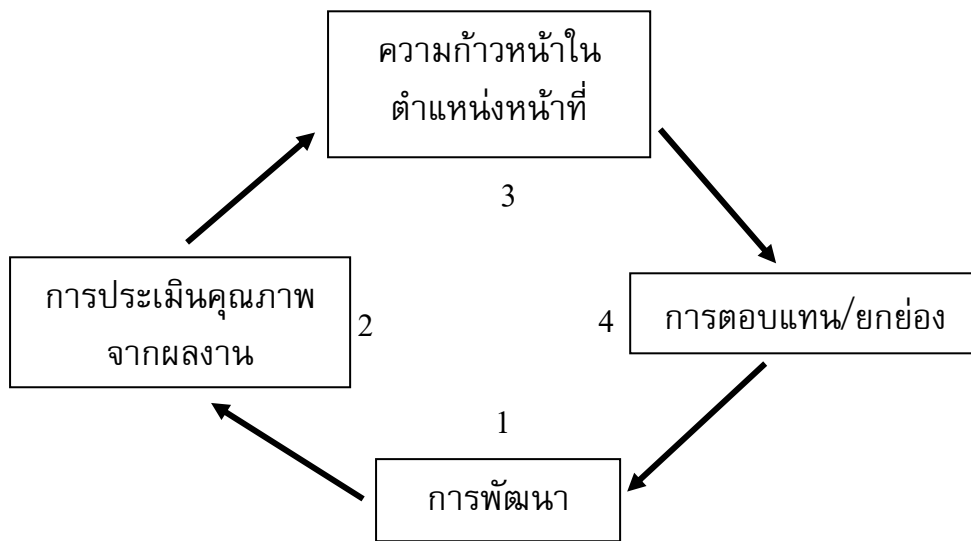 ความก้าวหน้าใน
ตำแหน่งหน้าที่
3
การประเมินคุณภาพ
จากผลงาน
2
4
การตอบแทน/ยกย่อง
1
การพัฒนา